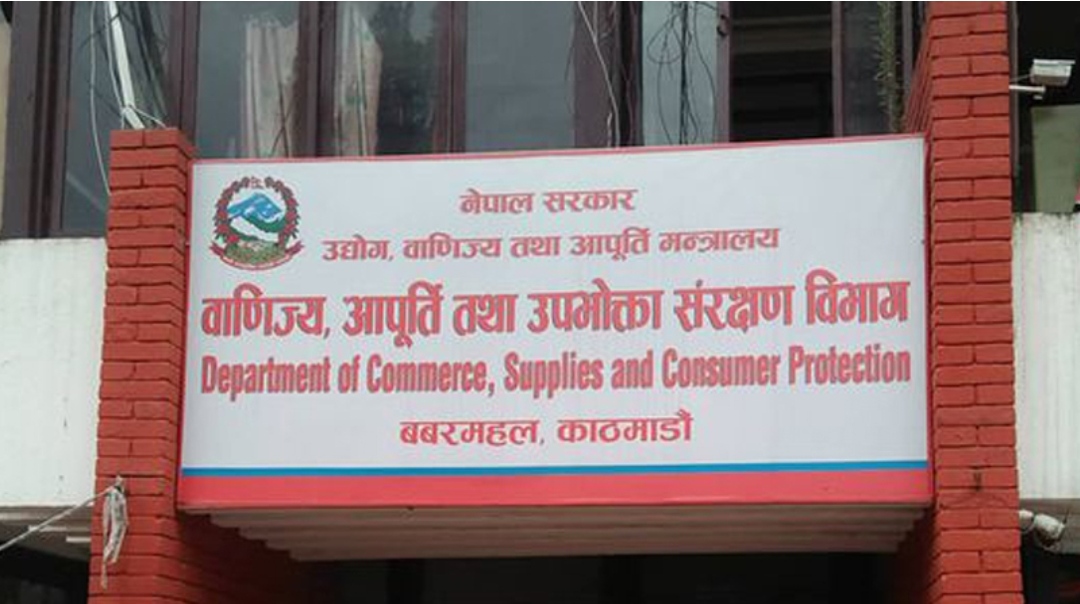 नेपाल सरकार
उद्योग, वाणिज्य तथा आपूर्ति मन्त्रालय
वाणिज्य, आपूर्ति तथा उपभोक्ता संरक्षण विभाग
Department of Commerce, Supplies and Consumer Protection
बबरमहल, काठमाडौं